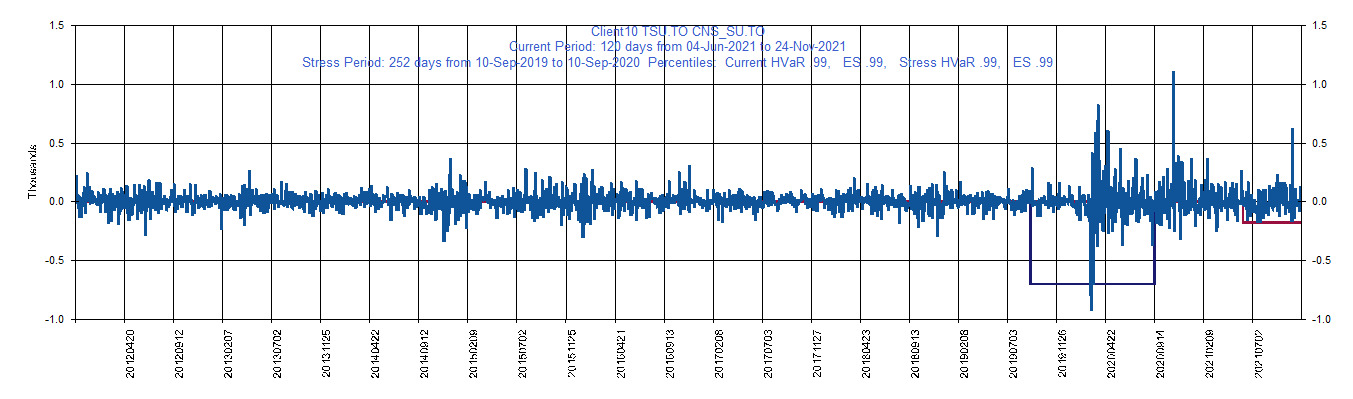 Client10 TSU.TO CNS_SU.TO
Current Period: 120 days from 04-Jun-2021 to 24-Nov-2021
Stress Period: 252 days from 10-Sep-2019 to 10-Sep-2020 Percentiles: Current HVaR .99, ES .99, Stress HVaR .99, ES .99
1.5 1.5
1.0 1.0
0.5 0.5
Thousands
0.0 0.0
-0.5 -0.5
-1.0 -1.0
20120420 20120912 20130207 20130702 20131125 20140422 20140912 20150209 20150702 20151125 20160421 20160913 20170208 20170703 20171127 20180423 20180913 20190208 20190703 20191126 20200422 20200914 20210209 20210702